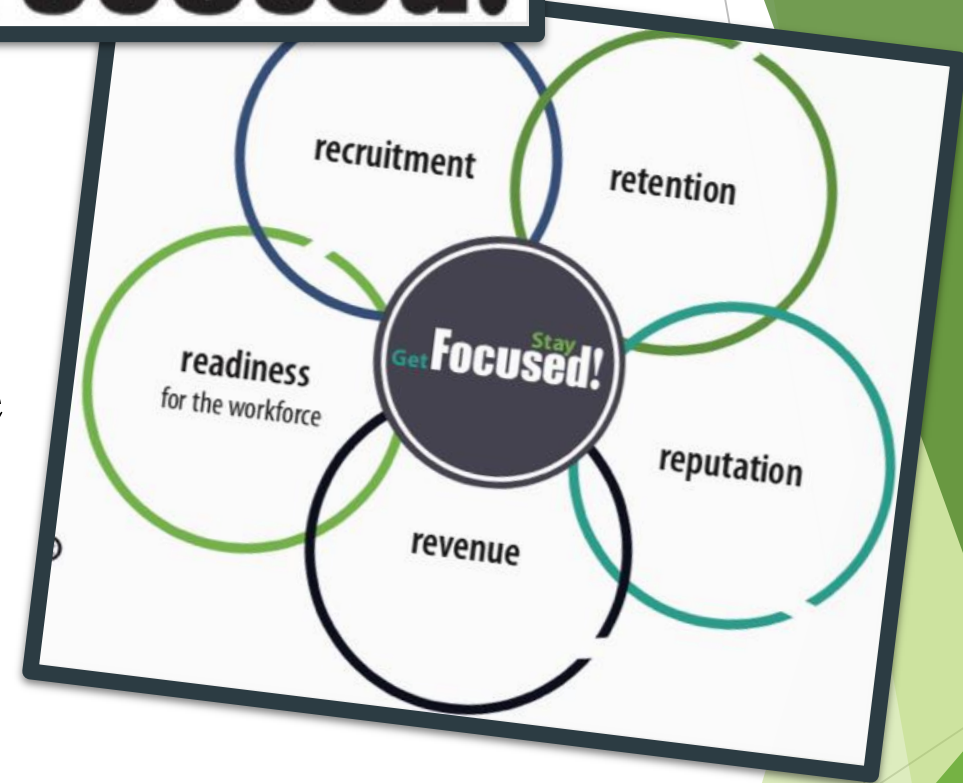 recruitment
retention
Get Focused! Stay
readiness
for the workforce
reputation
revenue